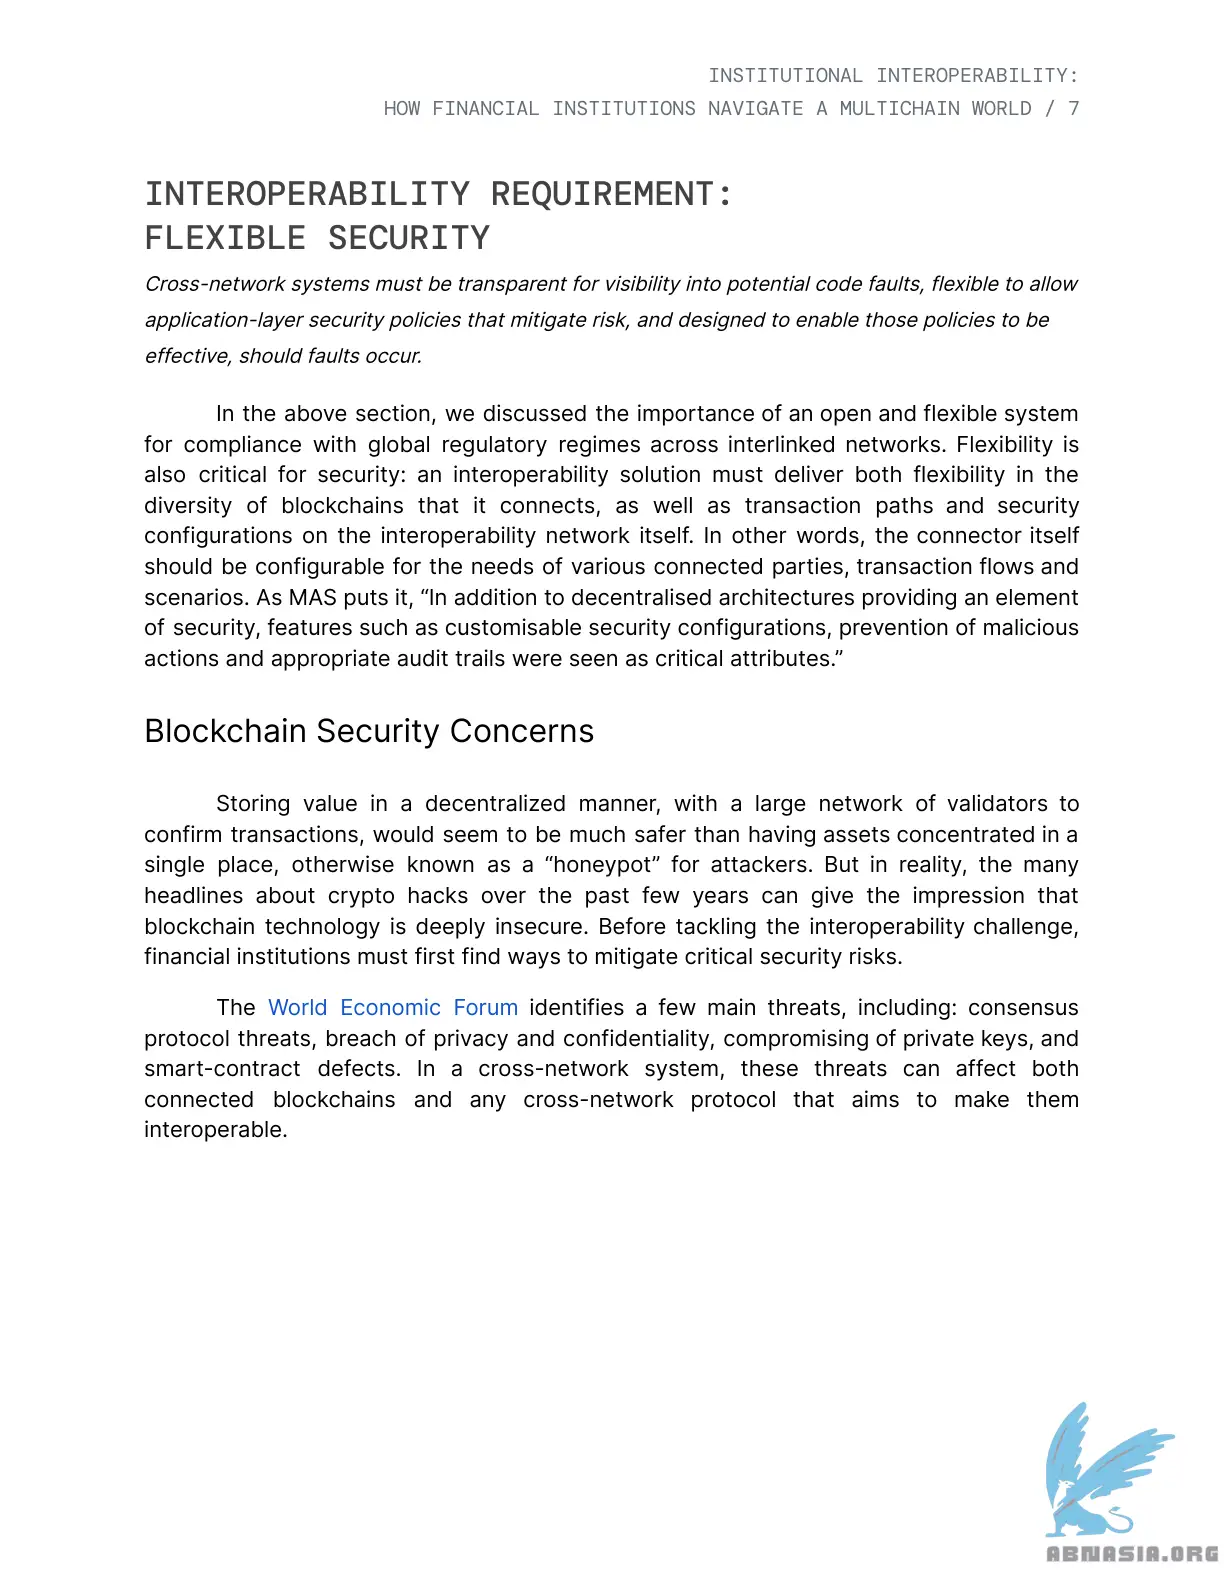 INSTITUTIONAL INTEROPERABILITY:
HOW FINANCIAL INSTITUTIONS NAVIGATE A MULTICHAIN WORLD / 7
INTEROPERABILITY REQUIREMENT:
FLEXIBLE SECURITY
Cross-network systems must be transparent for visibility into potential code faults, flexible to allow
application-layer security policies that mitigate risk, and designed to enable those policies to be
effective, should faults occur.
In the above section, we discussed the importance of an open and flexible system
for compliance with global regulatory regimes across interlinked networks. Flexibility is
also critical for security: an interoperability solution must deliver both flexibility in the
diversity of blockchains that it connects, as well as transaction paths and security
configurations on the interoperability network itself. In other words, the connector itself
should be configurable for the needs of various connected parties, transaction flows and
scenarios. As MAS puts it, “In addition to decentralised architectures providing an element
of security, features such as customisable security configurations, prevention of malicious
actions and appropriate audit trails were seen as critical attributes.”
Blockchain Security Concerns
Storing value in a decentralized manner, with a large network of validators to
confirm transactions, would seem to be much safer than having assets concentrated in a
single place, otherwise known as a “honeypot” for attackers. But in reality, the many
headlines about crypto hacks over the past few years can give the impression that
blockchain technology is deeply insecure. Before tackling the interoperability challenge,
financial institutions must first find ways to mitigate critical security risks.
The World Economic Forum identifies a few main threats, including: consensus
protocol threats, breach of privacy and confidentiality, compromising of private keys, and
smart-contract defects. In a cross-network system, these threats can affect both
connected blockchains and any cross-network protocol that aims to make them
interoperable.
ABNASIA.ORG